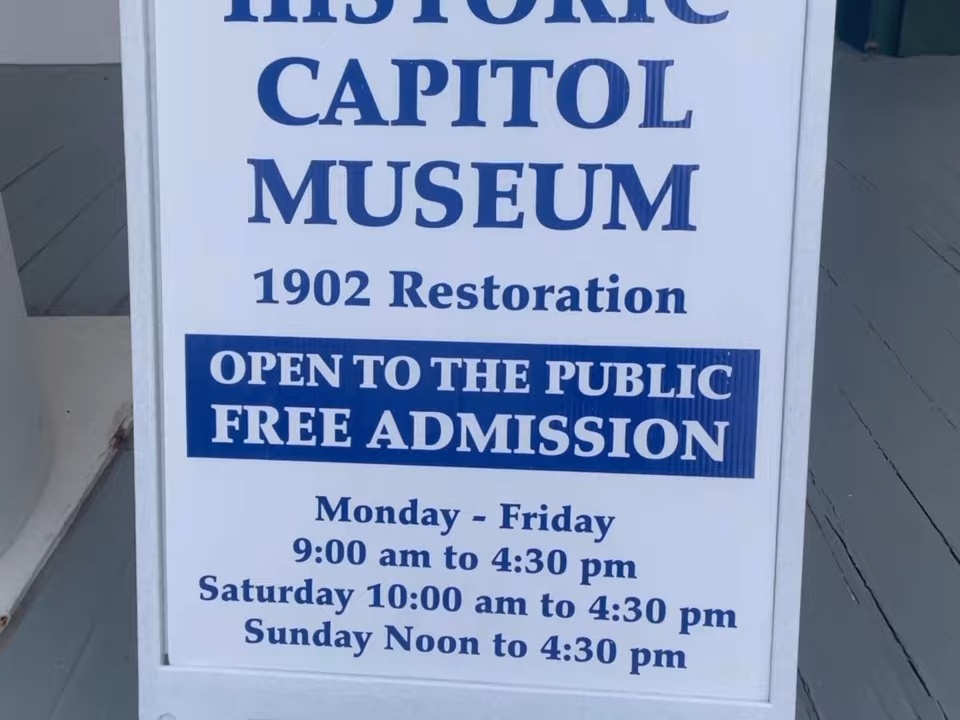 HISTORIC
CAPITOL
MUSEUM
1902 Restoration
OPEN TO THE PUBLIC
FREE ADMISSION
Monday - Friday
9:00 am to 4:30 pm
Saturday 10:00 am to 4:30 pm
Sunday Noon to 4:30 pm